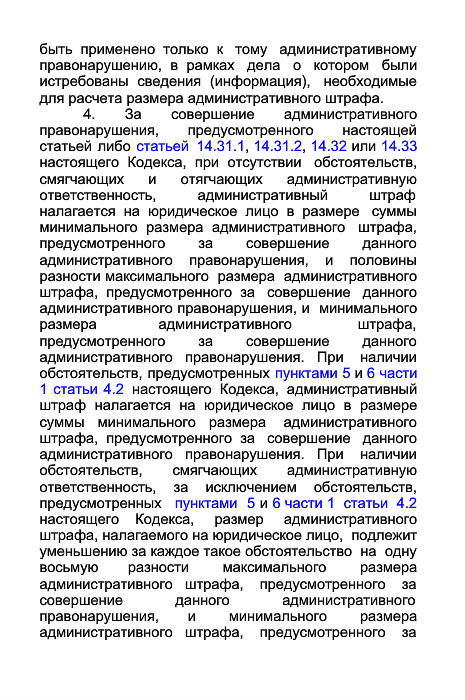 быть применено только к тому административному
правонарушению, в рамках дела о котором были
истребованы сведения (информация), необходимые
для расчета размера административного штрафа.
4. За совершение административного
правонарушения, предусмотренного настоящей
статьей либо статьей 14.31.1, 14.31.2, 14.32 или 14.33
настоящего Кодекса, при отсутствии обстоятельств,
смягчающих и отягчающих административную
ответственность, административный штраф
налагается на юридическое лицо в размере суммы
минимального размера административного штрафа,
предусмотренного за совершение данного
административного правонарушения, и половины
разности максимального размера административного
штрафа, предусмотренного за совершение данного
административного правонарушения, и минимального
размера административного штрафа,
предусмотренного за совершение данного
административного правонарушения. При наличии
обстоятельств, предусмотренных пунктами 5 и 6 части
1 статьи 4.2 настоящего Кодекса, административный
штраф налагается на юридическое лицо в размере
суммы минимального размера административного
штрафа, предусмотренного за совершение данного
административного правонарушения. При наличии
обстоятельств, смягчающих административную
ответственность, за исключением обстоятельств,
предусмотренных пунктами 5 и 6 части 1 статьи 4.2
настоящего Кодекса, размер административного
штрафа, налагаемого на юридическое лицо, подлежит
уменьшению за каждое такое обстоятельство на одну
восьмую разности максимального размера
административного штрафа, предусмотренного за
совершение данного административного
правонарушения, и минимального размера
административного штрафа, предусмотренного за